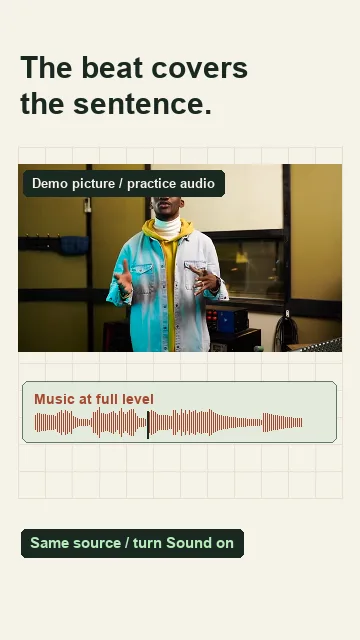 The beat covers
the sentence.
Demo picture / practice audio
Music at full level
Same source / turn Sound on